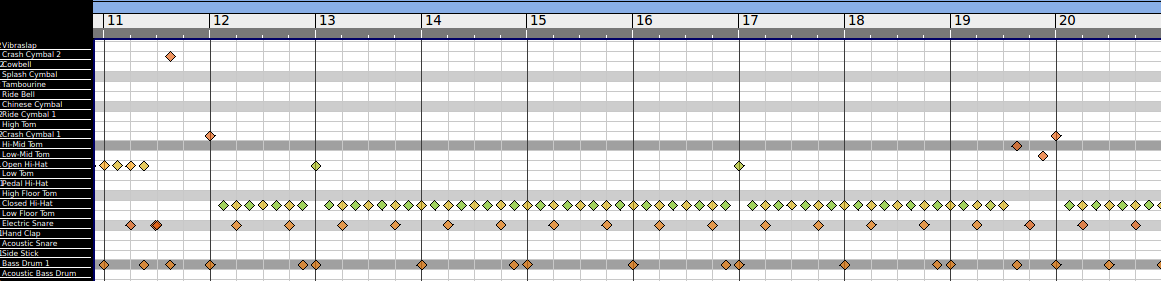 11 12 13 14 15 16 17 18 19 20
Vibraslap
Crash Cymbal 2
Cowbell
Splash Cymbal
Tambourine
Ride Bell
Chinese Cymbal
Ride Cymbal 1
High Tom
Crash Cymbal 1
Hi-Mid Tom
Low-Mid Tom
Open Hi-Hat
Low Tom
Pedal Hi-Hat
High Floor Tom
Closed Hi-Hat
Low Floor Tom
Electric Snare
Hand Clap
Acoustic Snare
Side Stick
Bass Drum 1
Acoustic Bass Drum